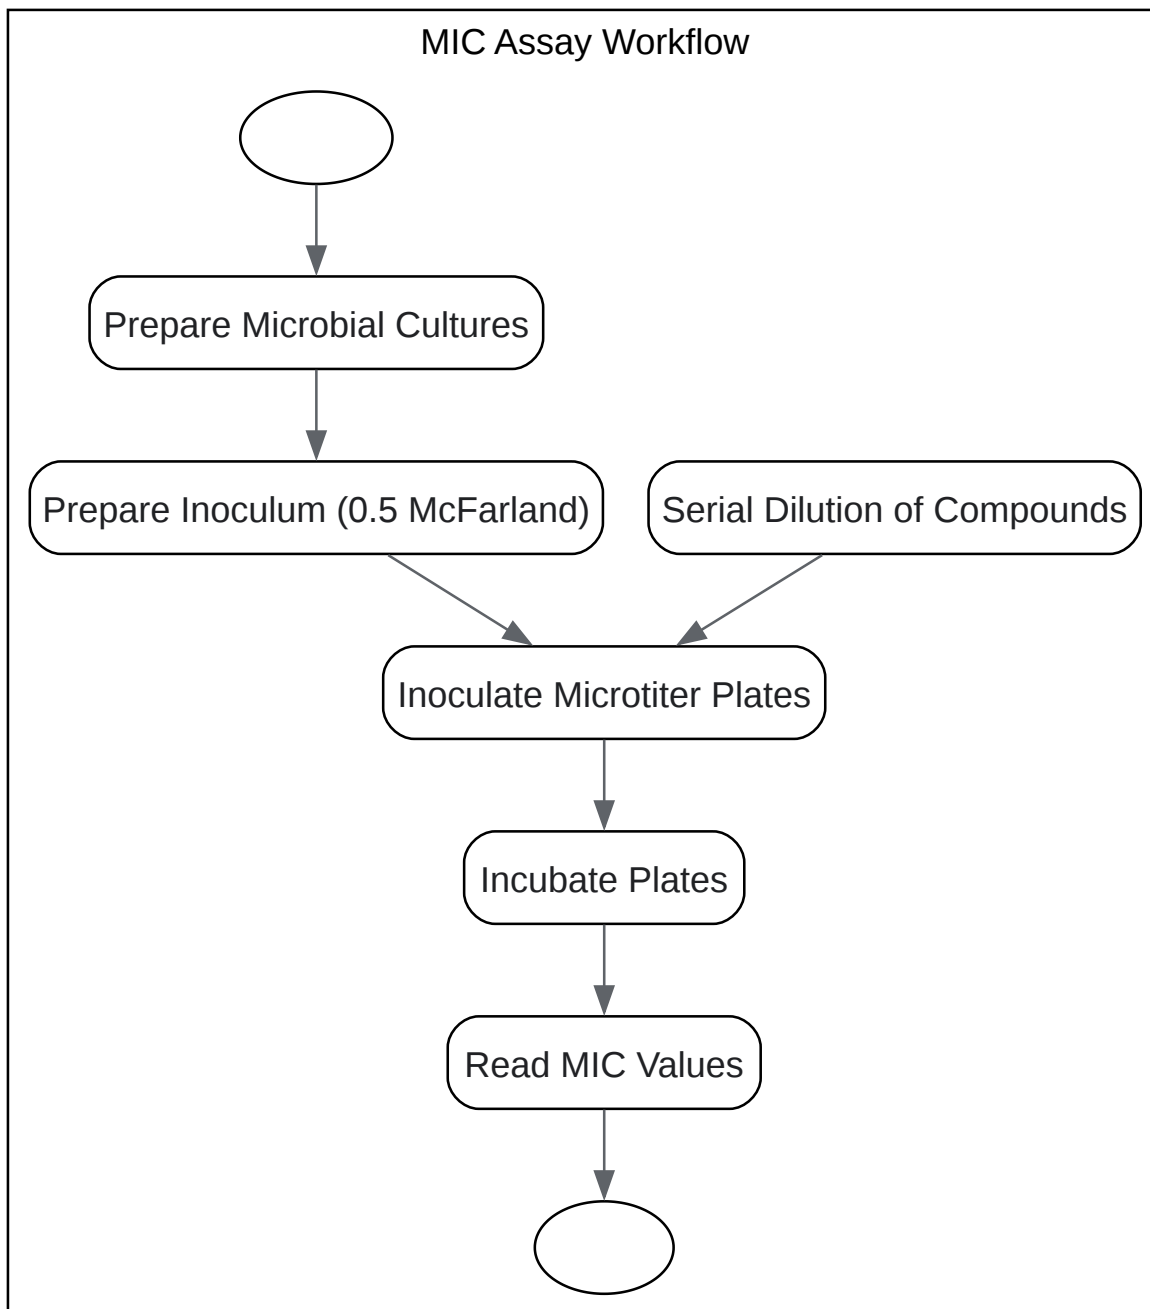 MIC Assay Workflow
Prepare Microbial Cultures
Prepare Inoculum (0.5 McFarland)
Serial Dilution of Compounds
Inoculate Microtiter Plates
Incubate Plates
Read MIC Values